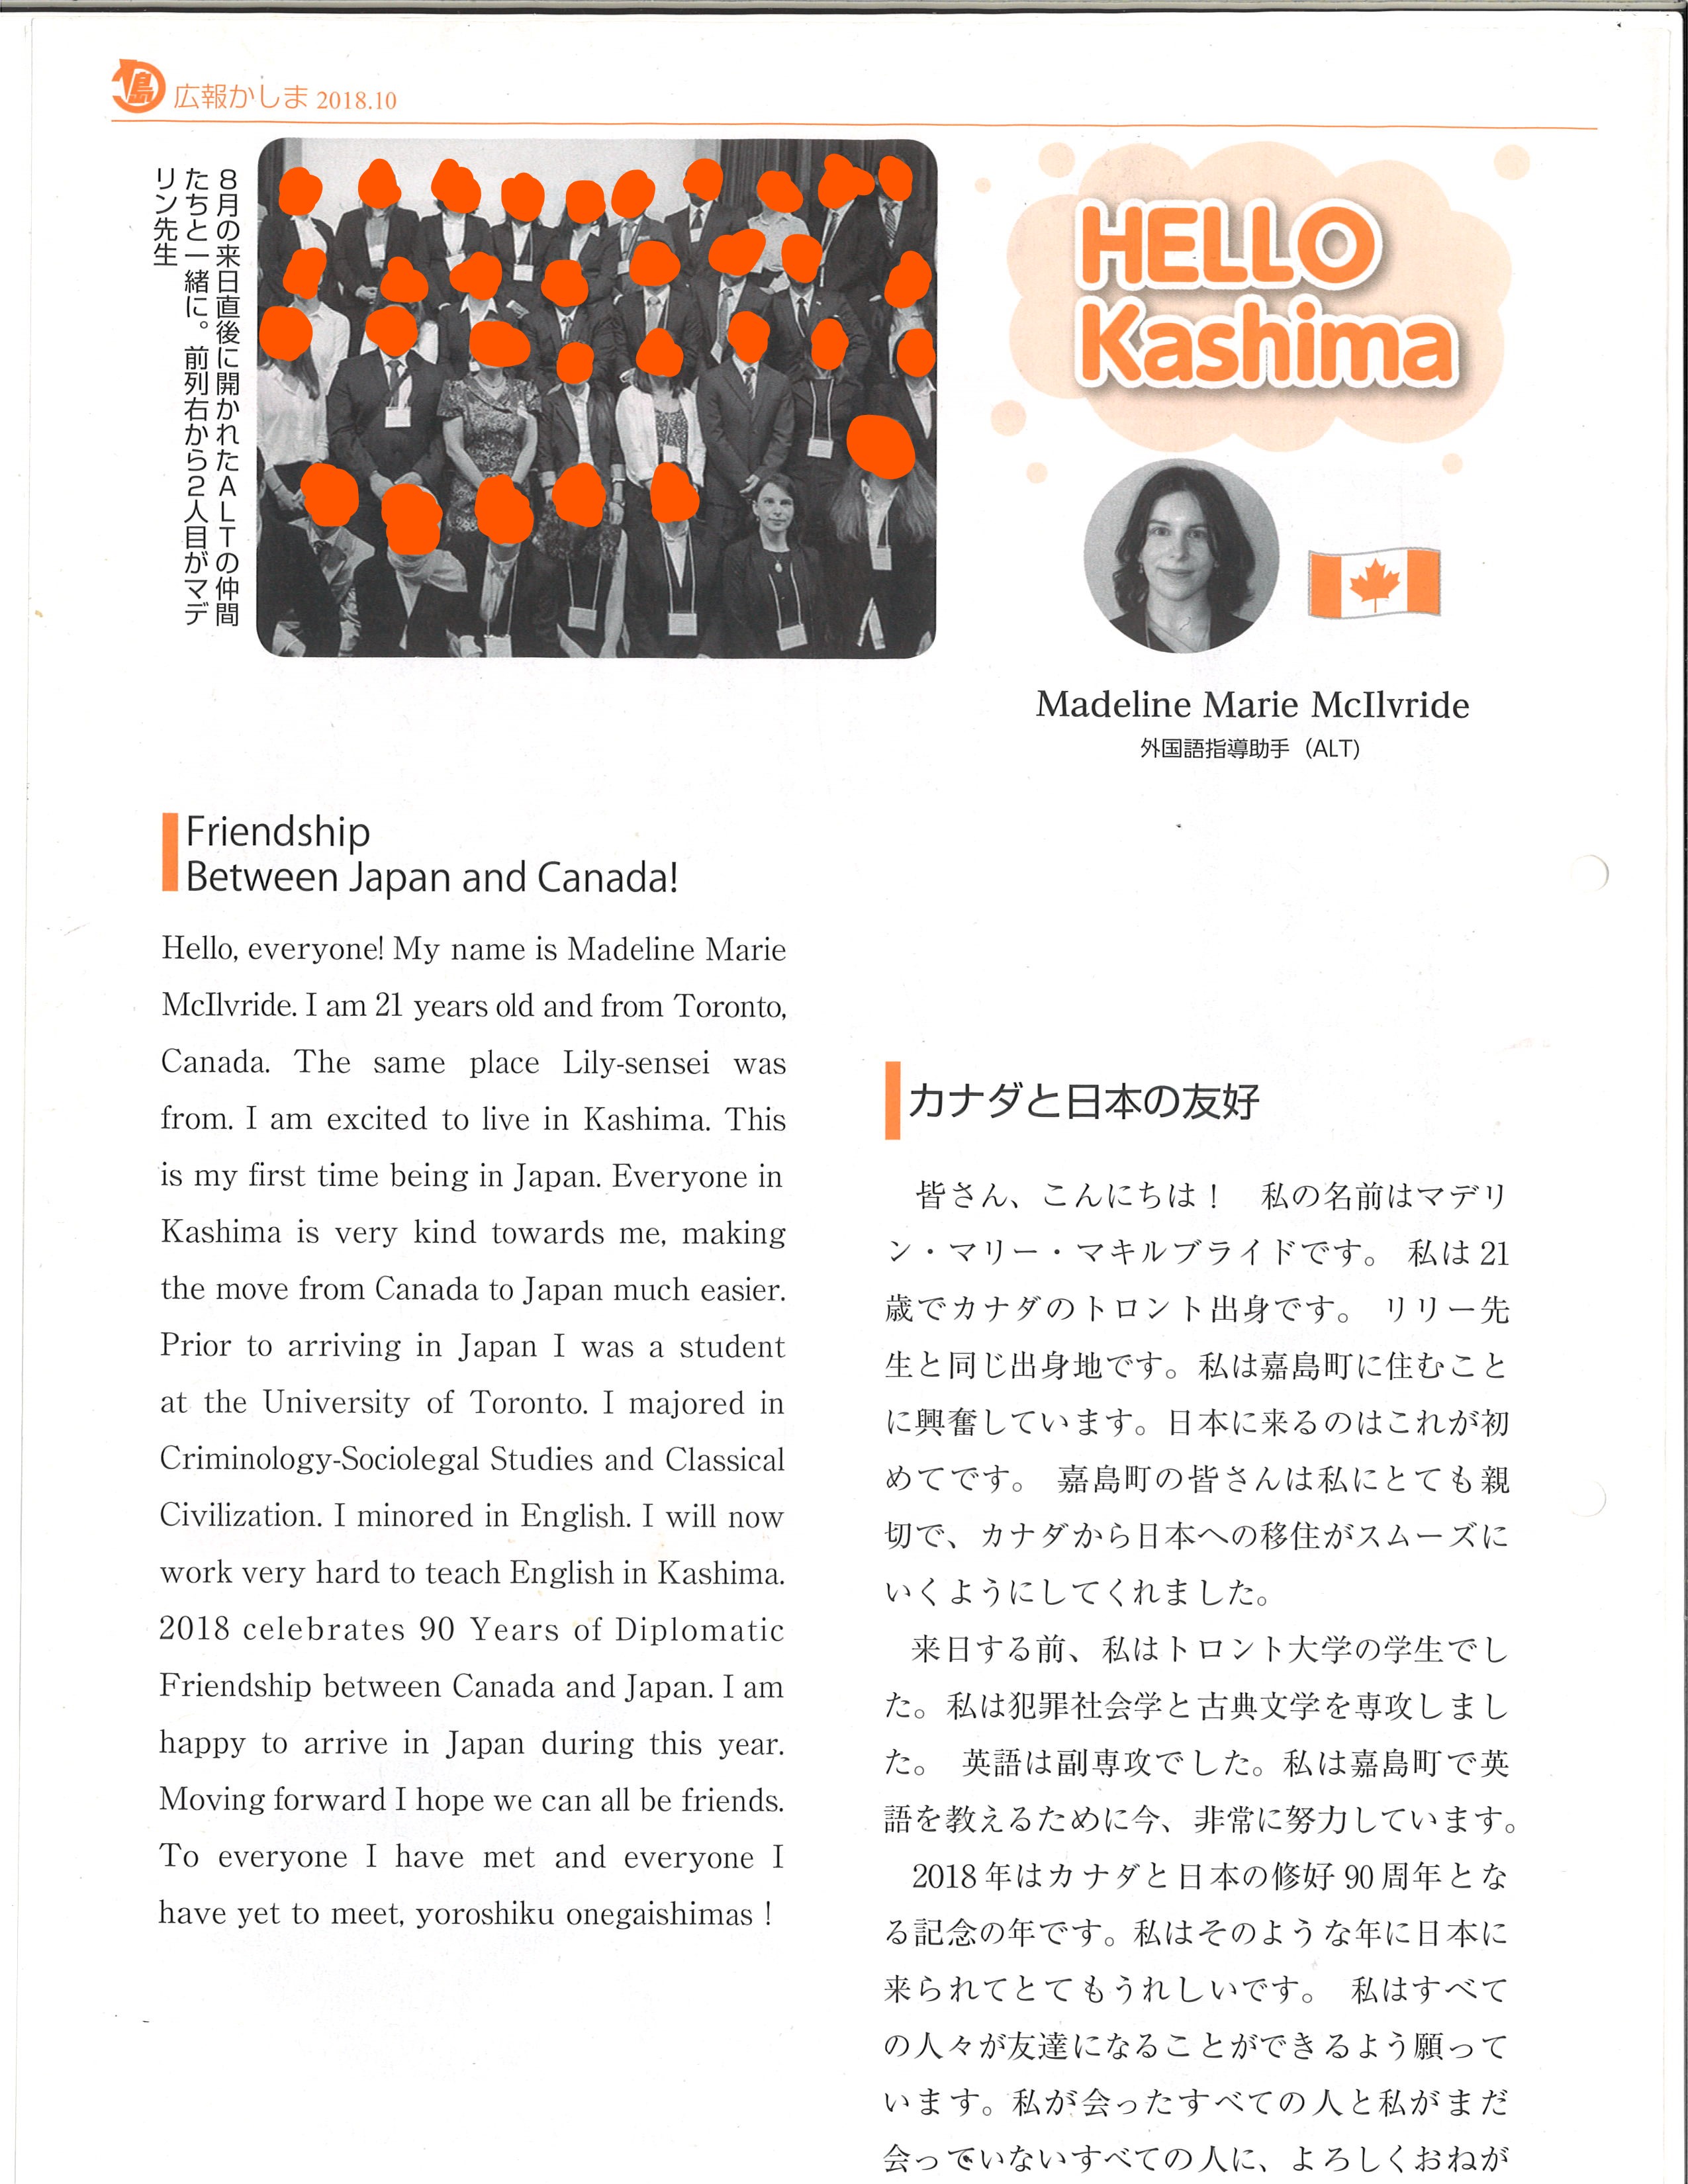 広報かしま 2018.10
8月の来日直後に開かれたALTの仲間
たちと一緒に。前列右から2人目がマデ
リン先生
HELLO
Kashima
Madeline Marie McIlvride
外国語指導助手（ALT）
Friendship
Between Japan and Canada!
Hello, everyone! My name is Madeline Marie
McIlvride. I am 21 years old and from Toronto,
Canada. The same place Lily-sensei was
from. I am excited to live in Kashima. This
is my first time being in Japan. Everyone in
Kashima is very kind towards me, making
the move from Canada to Japan much easier.
Prior to arriving in Japan I was a student
at the University of Toronto. I majored in
Criminology-Sociolegal Studies and Classical
Civilization. I minored in English. I will now
work very hard to teach English in Kashima.
2018 celebrates 90 Years of Diplomatic
Friendship between Canada and Japan. I am
happy to arrive in Japan during this year.
Moving forward I hope we can all be friends.
To everyone I have met and everyone I
have yet to meet, yoroshiku onegaishimas !
カナダと日本の友好
皆さん、こんにちは！　私の名前はマデリ
ン・マリー・マキルブライドです。 私は 21
歳でカナダのトロント出身です。 リリー先
生と同じ出身地です。私は嘉島町に住むこと
に興奮しています。日本に来るのはこれが初
めてです。 嘉島町の皆さんは私にとても親
切で、カナダから日本への移住がスムーズに
いくようにしてくれました。
来日する前、私はトロント大学の学生でし
た。私は犯罪社会学と古典文学を専攻しまし
た。 英語は副専攻でした。私は嘉島町で英
語を教えるために今、非常に努力しています。
2018 年はカナダと日本の修好 90 周年とな
る記念の年です。私はそのような年に日本に
来られてとてもうれしいです。 私はすべて
の人々が友達になることができるよう願って
います。私が会ったすべての人と私がまだ
会っていないすべての人に、よろしくおねが